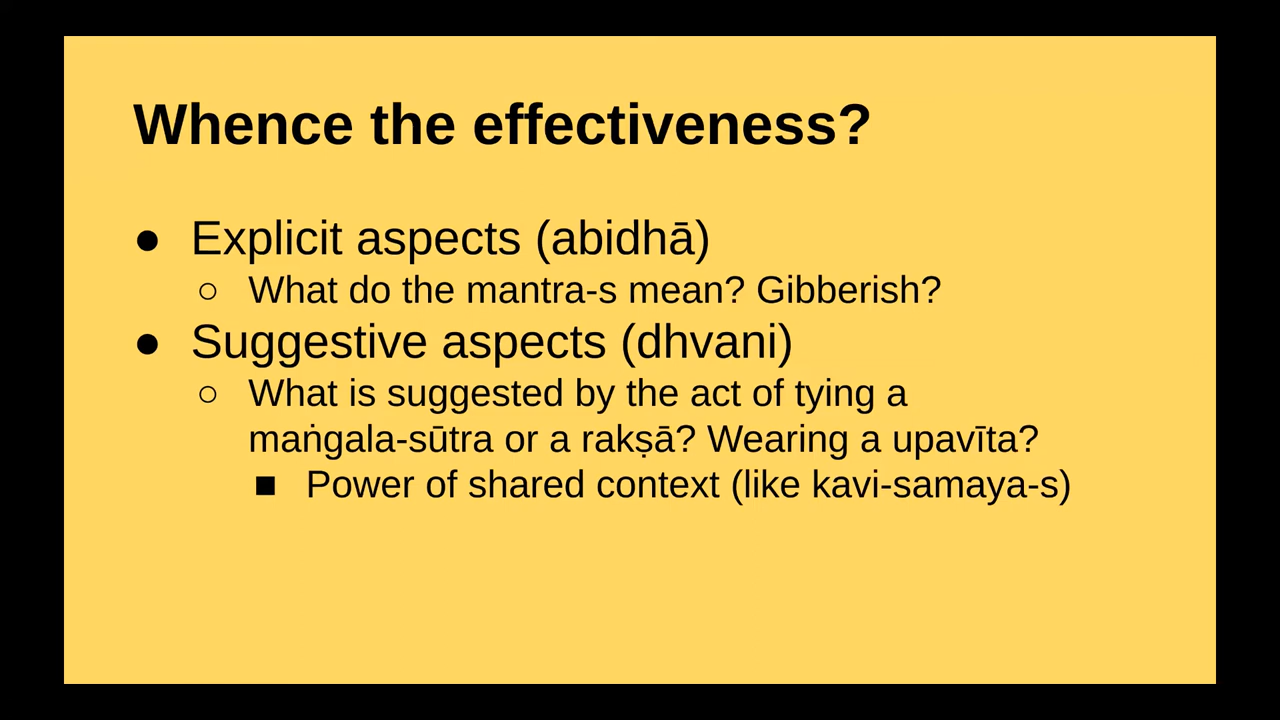 Whence the effectiveness?
● Explicit aspects (abidhā)
○ What do the mantra-s mean? Gibberish?
● Suggestive aspects (dhvani)
○ What is suggested by the act of tying a
maṅgala-sūtra or a rakṣā? Wearing a upavīta?
■ Power of shared context (like kavi-samaya-s)